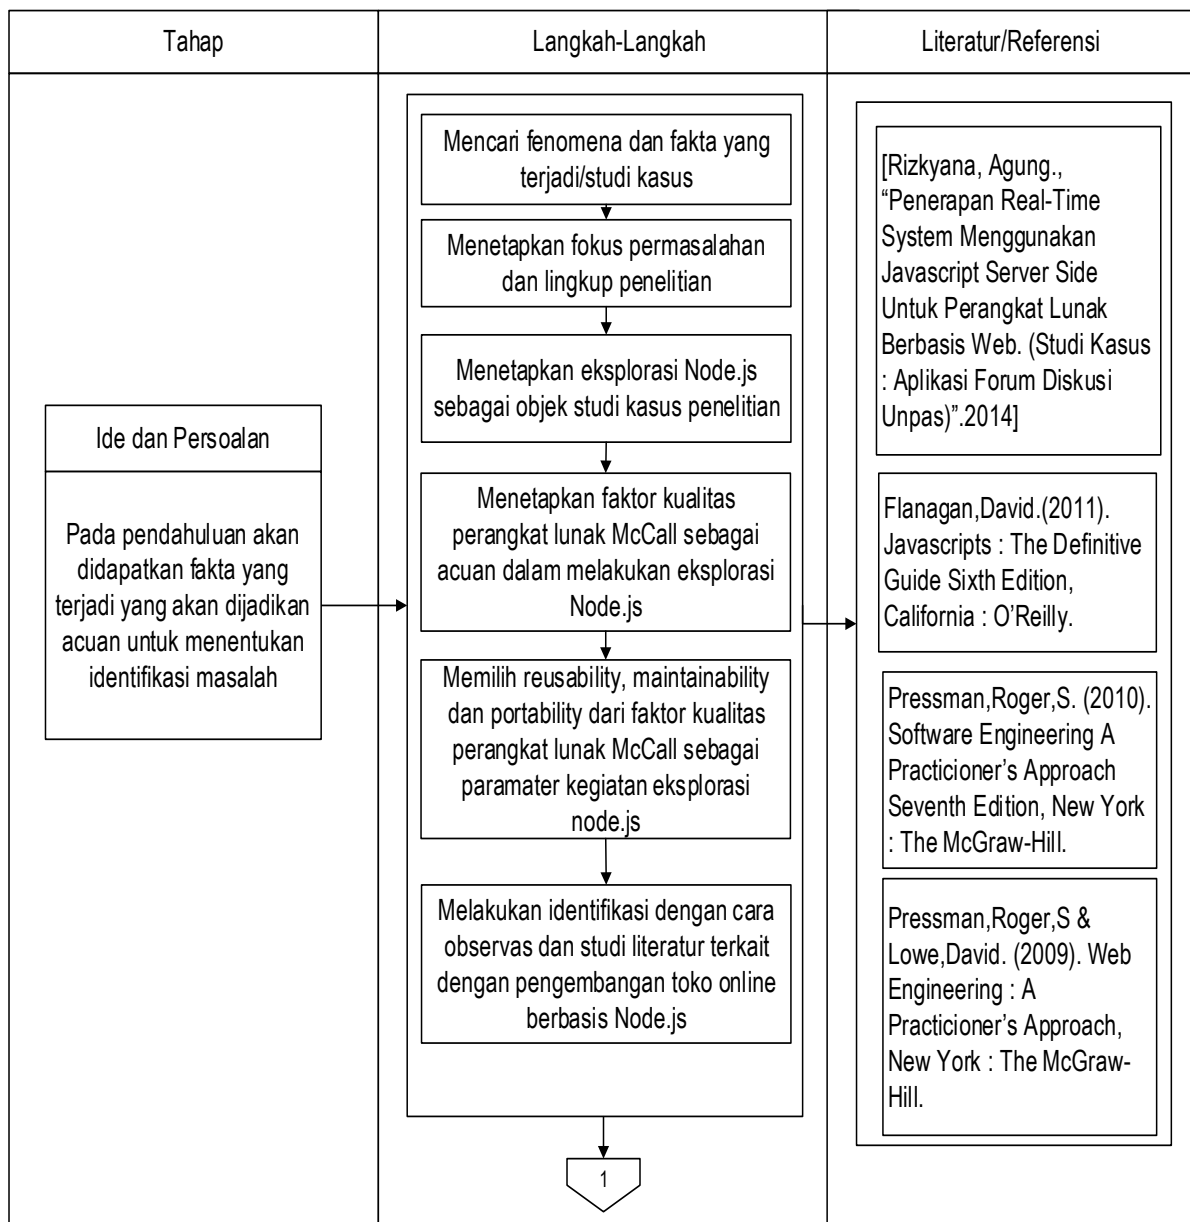 Tahap
Langkah-Langkah
Literatur/Referensi
Ide dan Persoalan
Pada pendahuluan akan
didapatkan fakta yang
terjadi yang akan dijadikan
acuan untuk menentukan
identifikasi masalah
Mencari fenomena dan fakta yang
terjadi/studi kasus
Menetapkan fokus permasalahan
dan lingkup penelitian
Menetapkan eksplorasi Node.js
sebagai objek studi kasus penelitian
Menetapkan faktor kualitas
perangkat lunak McCall sebagai
acuan dalam melakukan eksplorasi
Node.js
Memilih reusability, maintainability
dan portability dari faktor kualitas
perangkat lunak McCall sebagai
paramater kegiatan eksplorasi
node.js
Melakukan identifikasi dengan cara
observas dan studi literatur terkait
dengan pengembangan toko online
berbasis Node.js
1
[Rizkyana, Agung.,
“Penerapan Real-Time
System Menggunakan
Javascript Server Side
Untuk Perangkat Lunak
Berbasis Web. (Studi Kasus
: Aplikasi Forum Diskusi
Unpas)”.2014]
Flanagan,David.(2011).
Javascripts : The Definitive
Guide Sixth Edition,
California : O’Reilly.
Pressman,Roger,S. (2010).
Software Engineering A
Practicioner’s Approach
Seventh Edition, New York
: The McGraw-Hill.
Pressman,Roger,S &
Lowe,David. (2009). Web
Engineering : A
Practicioner’s Approach,
New York : The McGraw-
Hill.